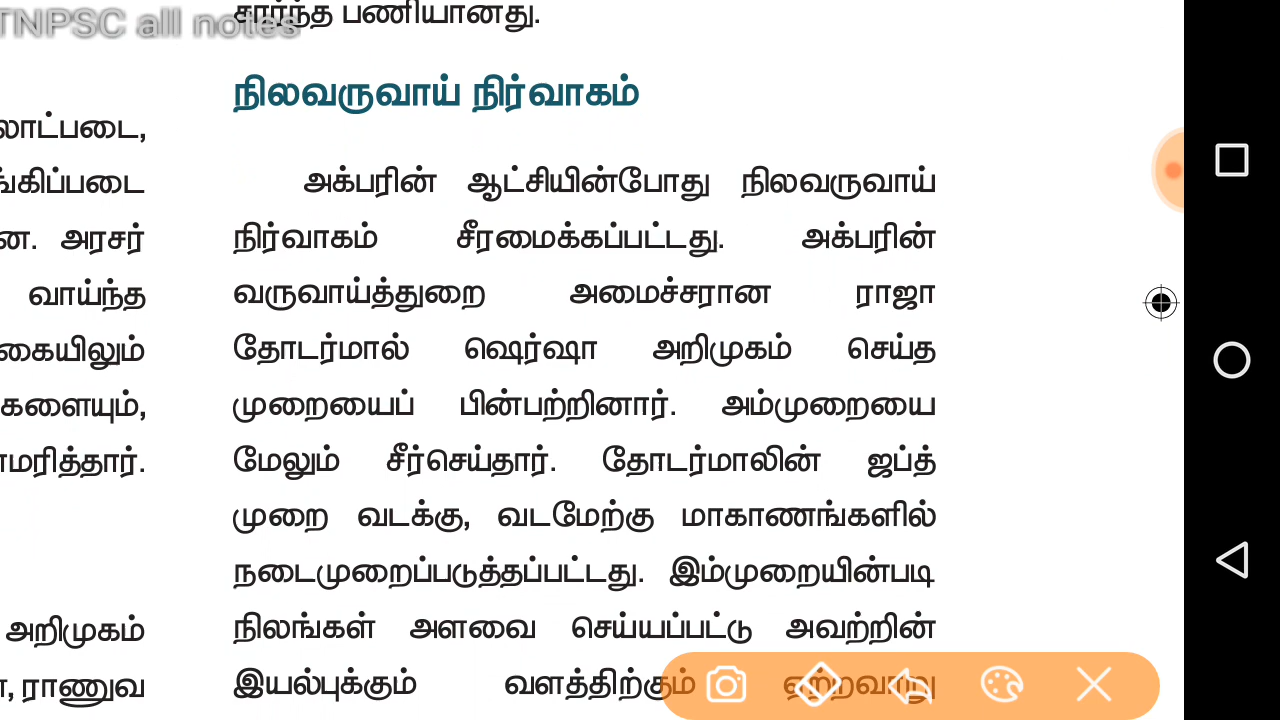 TNPSC all notes
சார்ந்த பணியானது.
லாட்படை,
ங்கிப்படை
ன. அரசர்
வாய்ந்த
கையிலும்
களையும்,
ாமரித்தார்.
அறிமுகம்
ராணுவ
நிலவருவாய் நிர்வாகம்
அக்பரின் ஆட்சியின்போது நிலவருவாய்
நிர்வாகம் சீரமைக்கப்பட்டது. அக்பரின்
வருவாய்த்துறை அமைச்சரான ராஜா
தோடர்மால் ஷெர்ஷா அறிமுகம் செய்த
முறையைப் பின்பற்றினார். அம்முறையை
மேலும் சீர்செய்தார். தோடர்மாலின் ஜப்த்
முறை வடக்கு, வடமேற்கு மாகாணங்களில்
நடைமுறைப்படுத்தப்பட்டது. இம்முறையின்படி
நிலங்கள் அளவை செய்யப்பட்டு அவற்றின்
இயல்புக்கும் வளத்திற்கும் ஏற்றவாறு